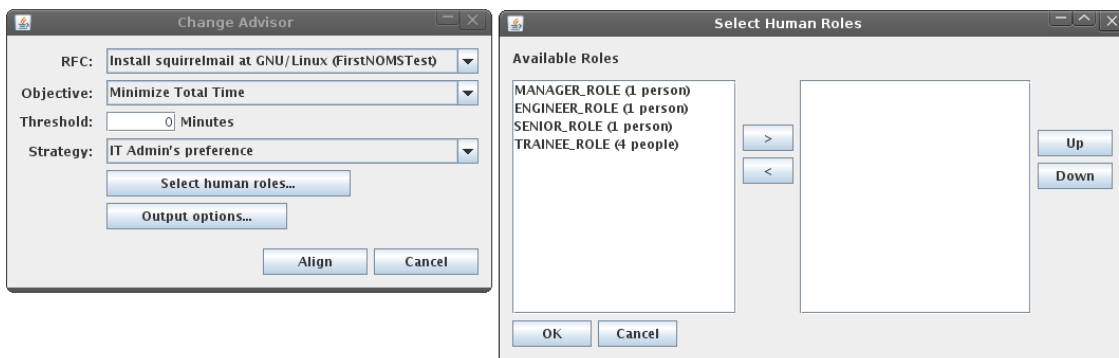 Change Advisor
RFC: Install squirrelmail at GNU/Linux (FirstNOMSTest)
Objective: Minimize Total Time
Threshold: 0 Minutes
Strategy: IT Admin's preference
Select human roles...
Output options...
Align Cancel
Select Human Roles
Available Roles
MANAGER_ROLE (1 person)
ENGINEER_ROLE (1 person)
SENIOR_ROLE (1 person)
TRAINEE_ROLE (4 people)
>
<
Up
Down
OK Cancel